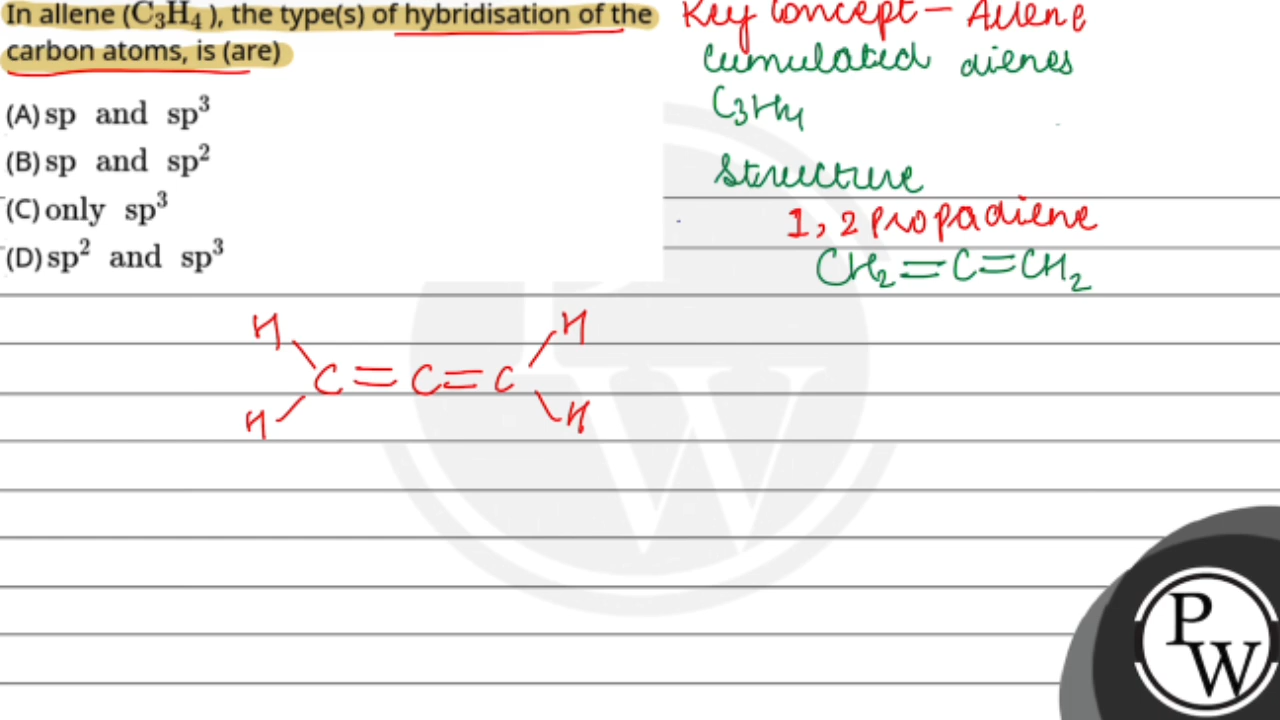 In allene (C₃H₄), the type(s) of hybridisation of the
carbon atoms, is (are)
(A) sp and sp³
(B) sp and sp²
(C) only sp³
(D) sp² and sp³
Key Concept - Allene
Cumulated dienes
C₃H₄
Structure
1, 2 Propadiene
CH₂=C=CH₂
H H
C=C=C
H H
P
W